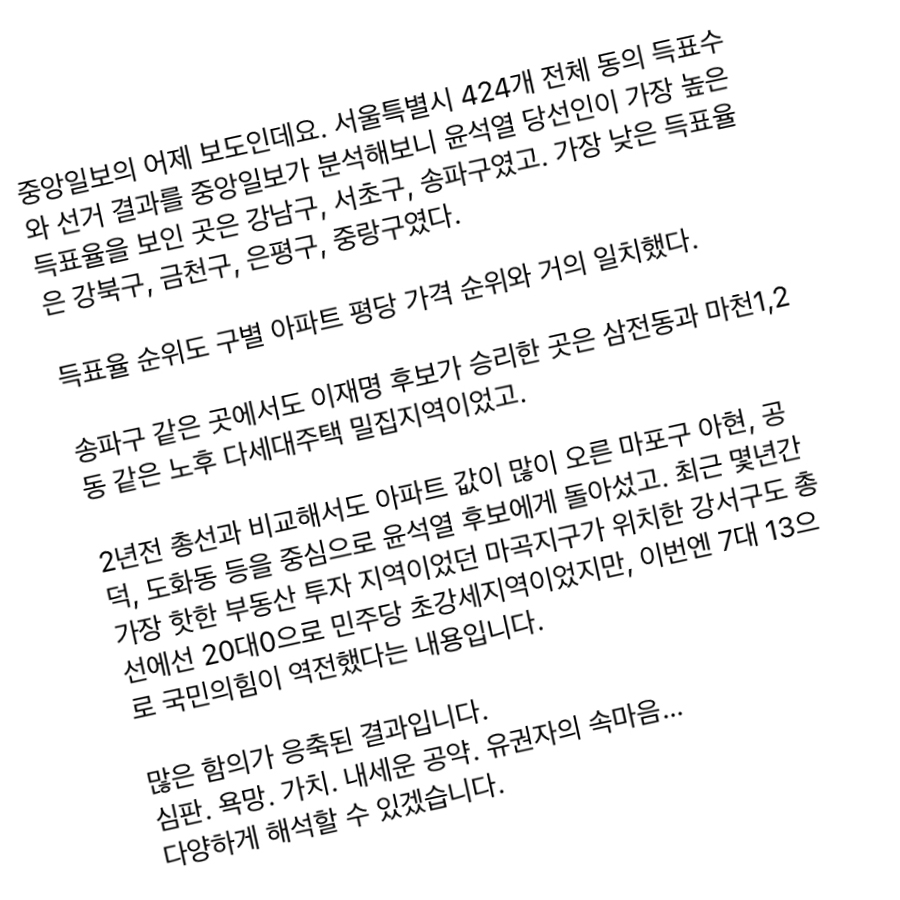 중앙일보의 어제 보도인데요. 서울특별시 424개 전체 동의 득표수
와 선거 결과를 중앙일보가 분석해보니 윤석열 당선인이 가장 높은
득표율을 보인 곳은 강남구, 서초구, 송파구였고. 가장 낮은 득표율
은 강북구, 금천구, 은평구, 중랑구였다.
득표율 순위도 구별 아파트 평당 가격 순위와 거의 일치했다.
송파구 같은 곳에서도 이재명 후보가 승리한 곳은 삼전동과 마천1,2
동 같은 노후 다세대주택 밀집지역이었고.
2년전 총선과 비교해서도 아파트 값이 많이 오른 마포구 아현, 공
덕, 도화동 등을 중심으로 윤석열 후보에게 돌아섰고. 최근 몇년간
가장 핫한 부동산 투자 지역이었던 마곡지구가 위치한 강서구도 총
선에선 20대0으로 민주당 초강세지역이었지만, 이번엔 7대 13으
로 국민의힘이 역전했다는 내용입니다.
많은 함의가 응축된 결과입니다.
심판. 욕망. 가치. 내세운 공약. 유권자의 속마음...
다양하게 해석할 수 있겠습니다.